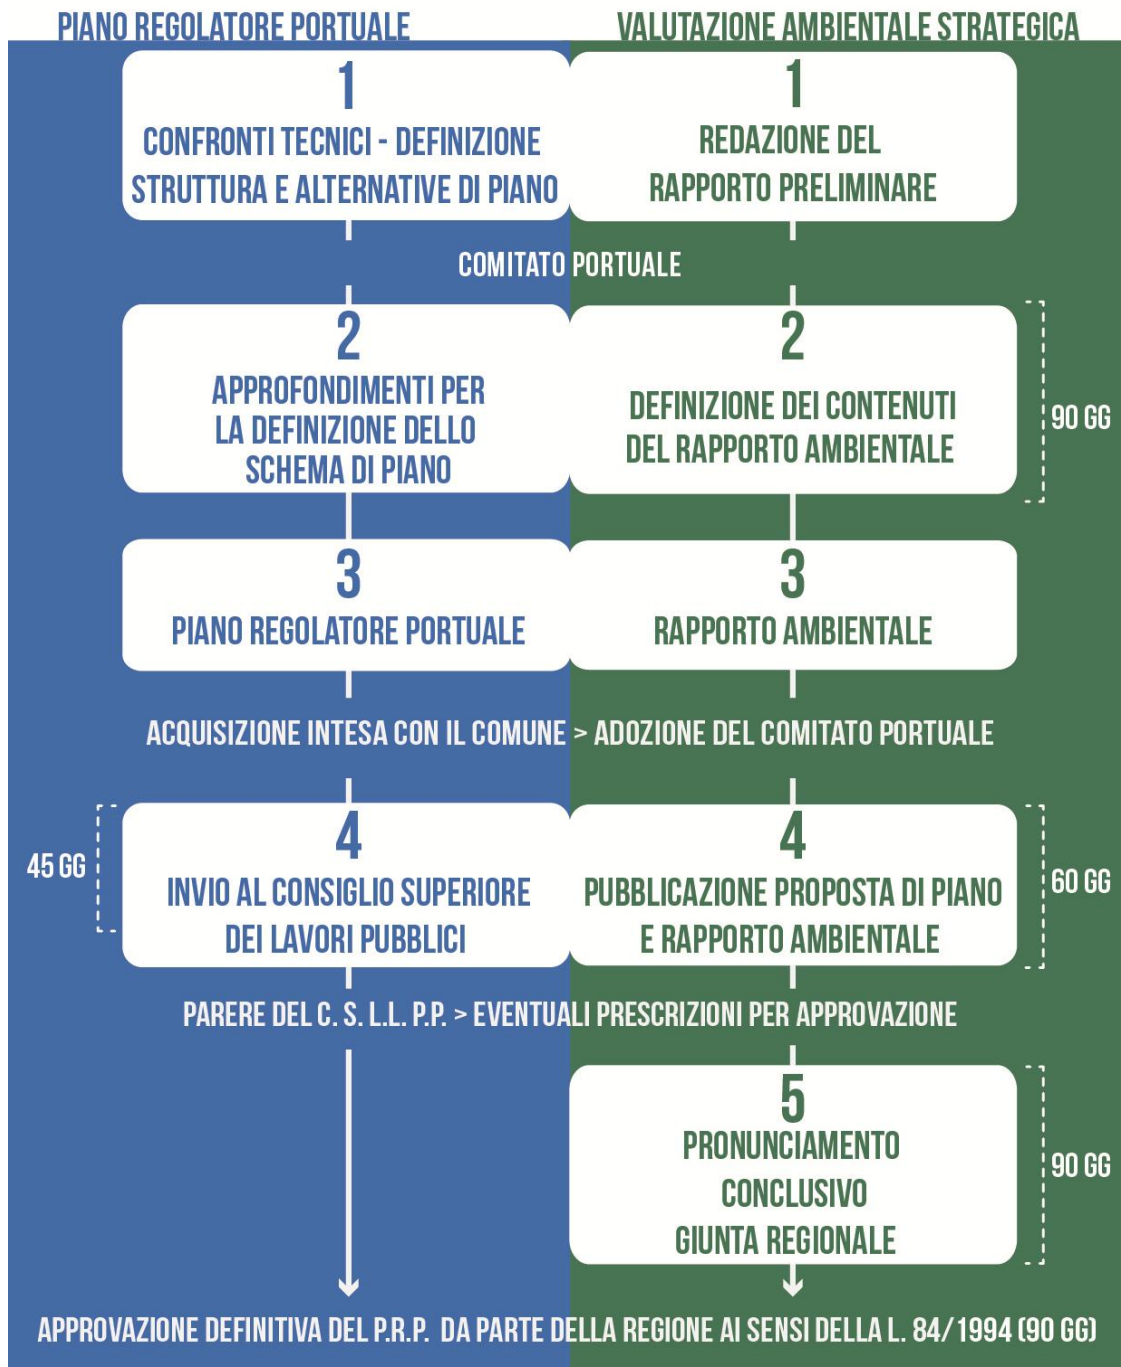 PIANO REGOLATORE PORTUALE
VALUTAZIONE AMBIENTALE STRATEGICA
1
CONFRONTI TECNICI - DEFINIZIONE
STRUTTURA E ALTERNATIVE DI PIANO
1
REDAZIONE DEL
RAPPORTO PRELIMINARE
COMITATO PORTUALE
2
APPROFONDIMENTI PER
LA DEFINIZIONE DELLO
SCHEMA DI PIANO
2
DEFINIZIONE DEI CONTENUTI
DEL RAPPORTO AMBIENTALE
90 GG
3
PIANO REGOLATORE PORTUALE
3
RAPPORTO AMBIENTALE
ACQUISIZIONE INTESA CON IL COMUNE > ADOZIONE DEL COMITATO PORTUALE
45 GG
4
INVIO AL CONSIGLIO SUPERIORE
DEI LAVORI PUBBLICI
4
PUBBLICAZIONE PROPOSTA DI PIANO
E RAPPORTO AMBIENTALE
60 GG
PARERE DEL C. S. L.L. P.P. > EVENTUALI PRESCRIZIONI PER APPROVAZIONE
5
PRONUNCIAMENTO
CONCLUSIVO
GIUNTA REGIONALE
90 GG
APPROVAZIONE DEFINITIVA DEL P.R.P. DA PARTE DELLA REGIONE AI SENSI DELLA L. 84/1994 (90 GG)